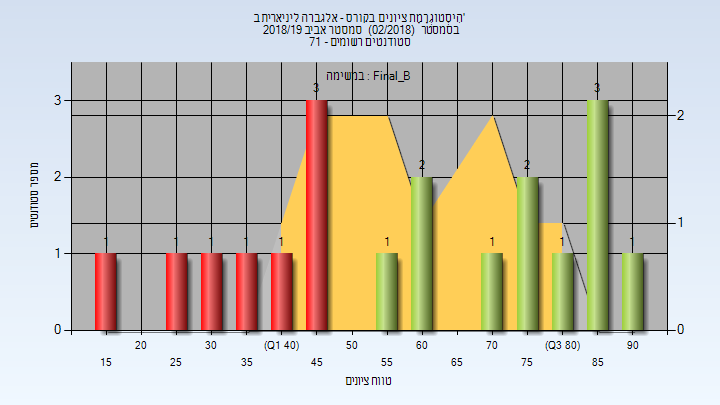 היסטוגרמת ציונים בקורס - אלגברה ליניארית ב'
בסמסטר (02/2018) סמסטר אביב 2018/19
סטודנטים רשומים - 71
במשימה : Final_B
3
3
3
2
2
2
2
1 1 1 1 1 1 1 1 1
1
1
0
0
מספר סטודנטים
20 30 (Q1 40) 50 60 70 (Q3 80) 90
15 25 35 45 55 65 75 85
טווח ציונים